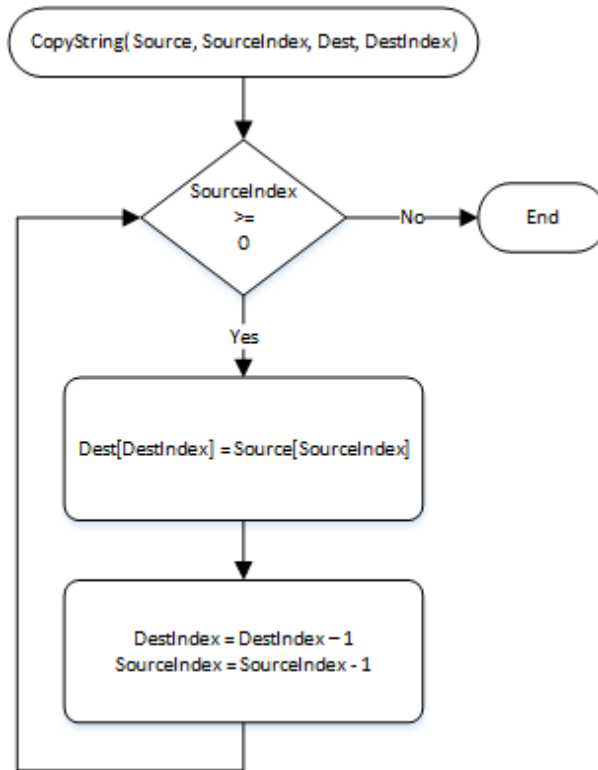 CopyString( Source, SourceIndex, Dest, DestIndex)
SourceIndex
>=
0
No
End
Yes
Dest[DestIndex] = Source[SourceIndex]
DestIndex = DestIndex – 1
SourceIndex = SourceIndex - 1